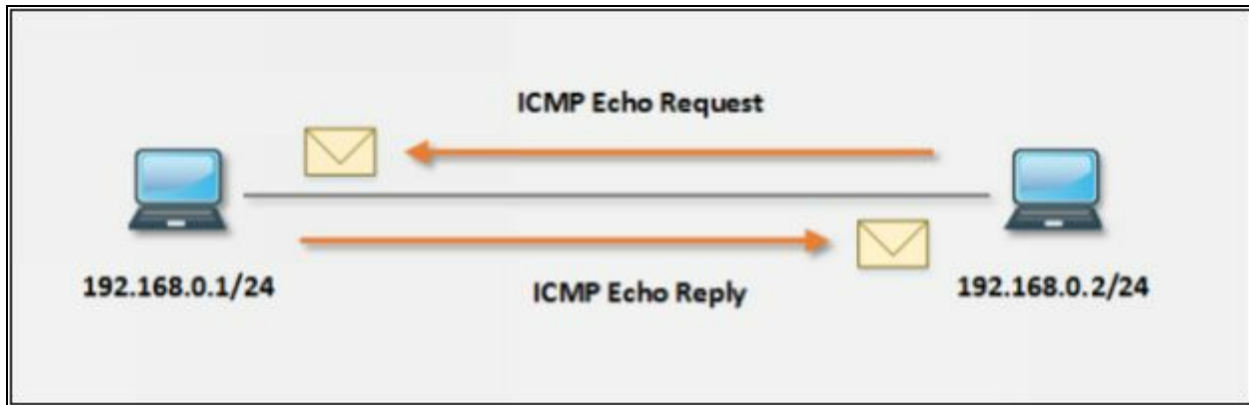 ICMP Echo Request
192.168.0.1/24
ICMP Echo Reply
192.168.0.2/24